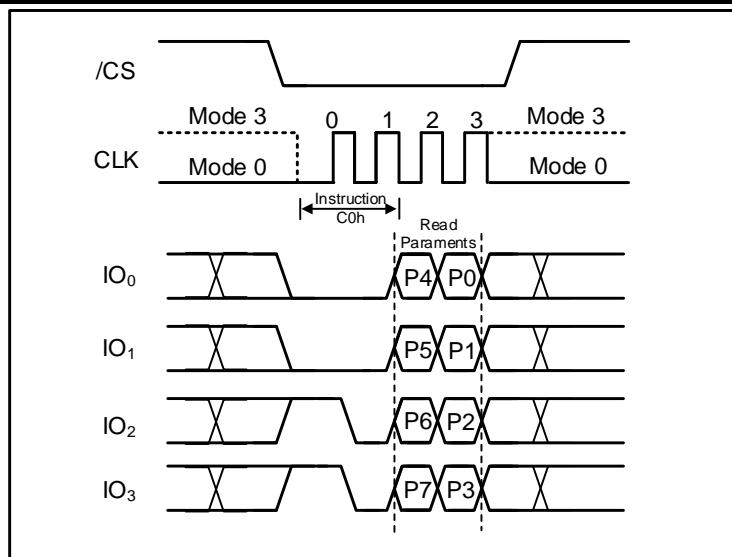 /CS
Mode 3 0 1 2 3 Mode 3
CLK
Mode 0 Mode 0
Instruction
C0h
Read
Paraments
IO0 P4 P0
IO1 P5 P1
IO2 P6 P2
IO3 P7 P3